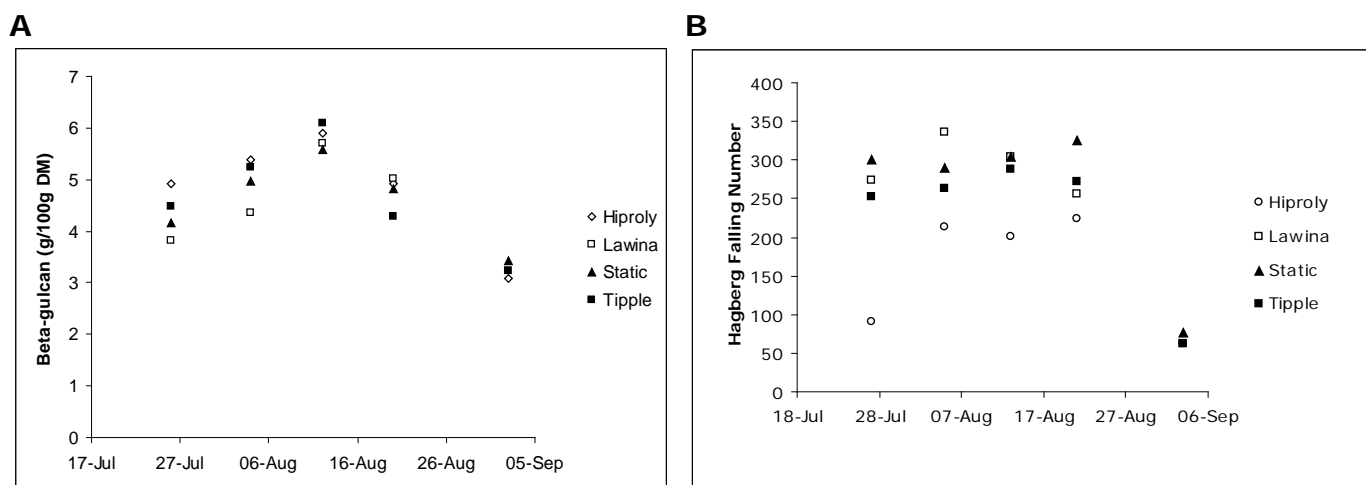 A
Beta-gulcan (g/100g DM)
7
6
5
4
3
2
1
0
17-Jul 27-Jul 06-Aug 16-Aug 26-Aug 05-Sep
Hiproly
Lawina
Static
Tipple
B
Hagberg Falling Number
400
350
300
250
200
150
100
50
0
18-Jul 28-Jul 07-Aug 17-Aug 27-Aug 06-Sep
Hiproly
Lawina
Static
Tipple